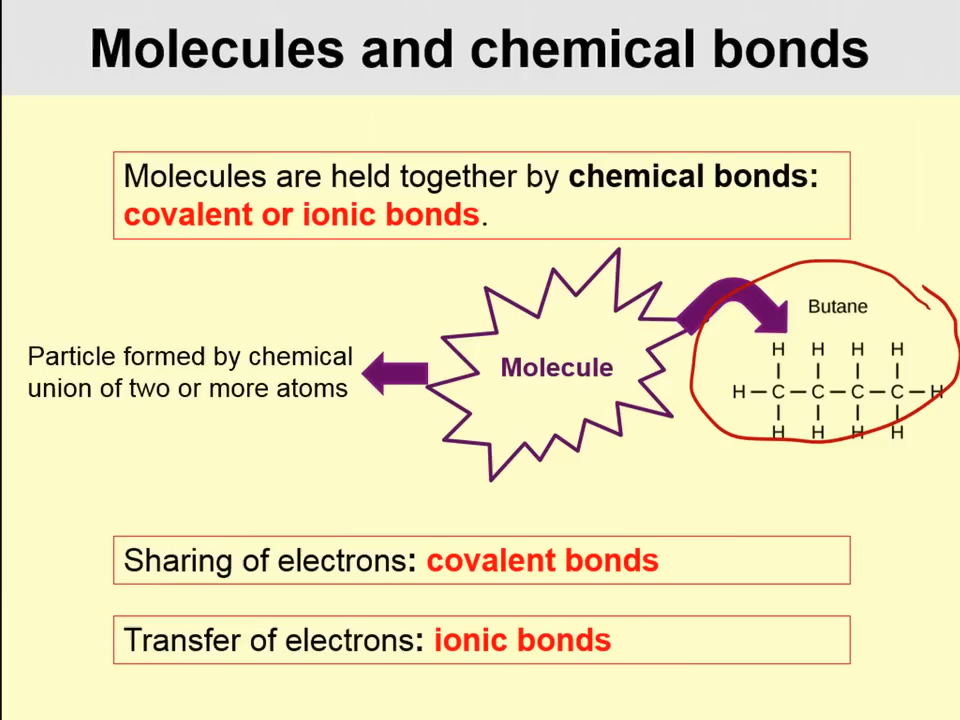 Molecules and chemical bonds
Molecules are held together by chemical bonds:
covalent or ionic bonds.
Particle formed by chemical
union of two or more atoms
Molecule
Butane
H H H H
H — C — C — C — C — H
H H H H
Sharing of electrons: covalent bonds
Transfer of electrons: ionic bonds